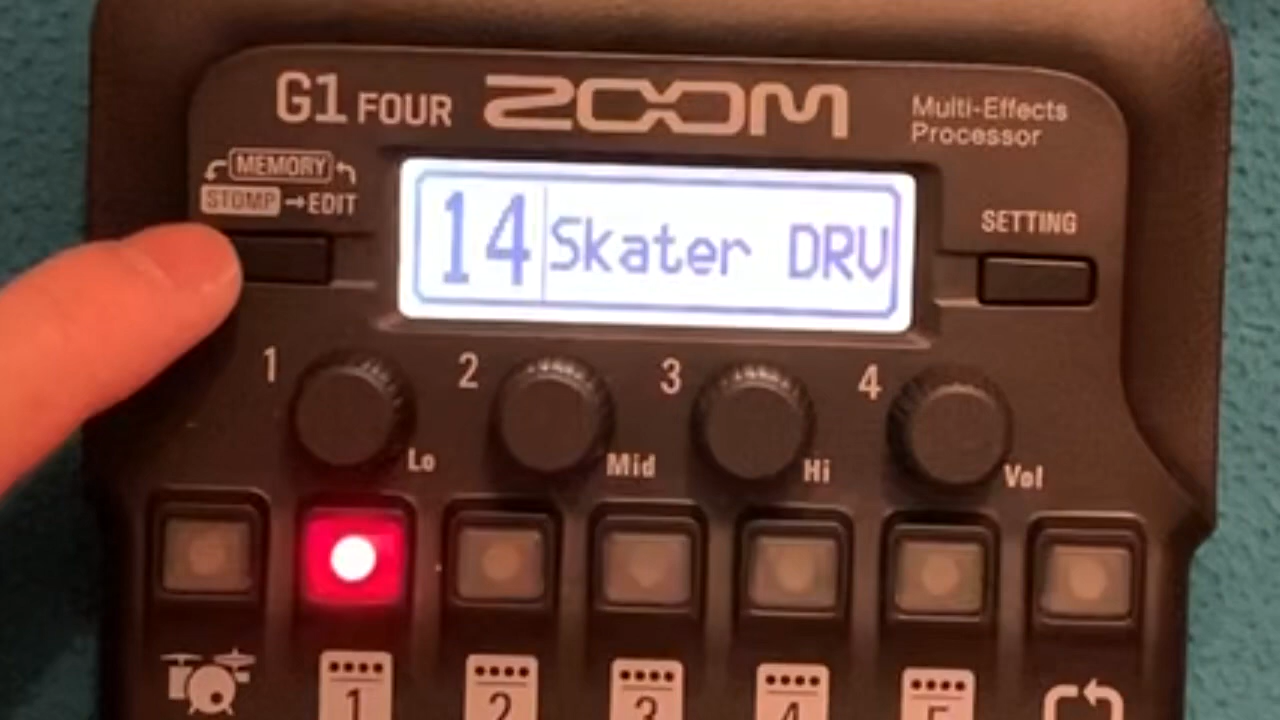 G1 FOUR ZOOM
Multi-Effects
Processor
MEMORY
STOMP → EDIT
SETTING
14 Skater DRV
1 2 3 4
Lo Mid Hi Vol
1 2 3 4 5